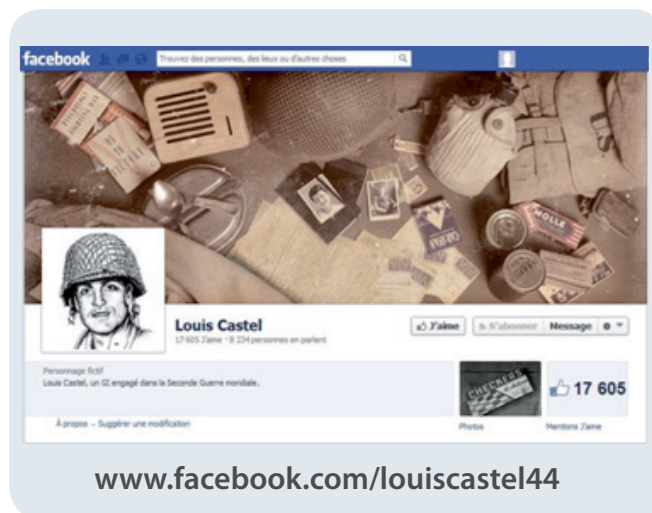 facebook
Trouvez des personnes, des lieux ou d'autres choses
MOLLE
CHECKERS
Louis Castel
17 605 J'aime · 8 234 personnes en parlent
J'aime
S'abonner
Message
Personnage fictif
Louis Castel, un GI engagé dans la Seconde Guerre mondiale.
17 605
À propos – Suggérer une modification
Photos
Mentions J'aime
www.facebook.com/louiscastel44